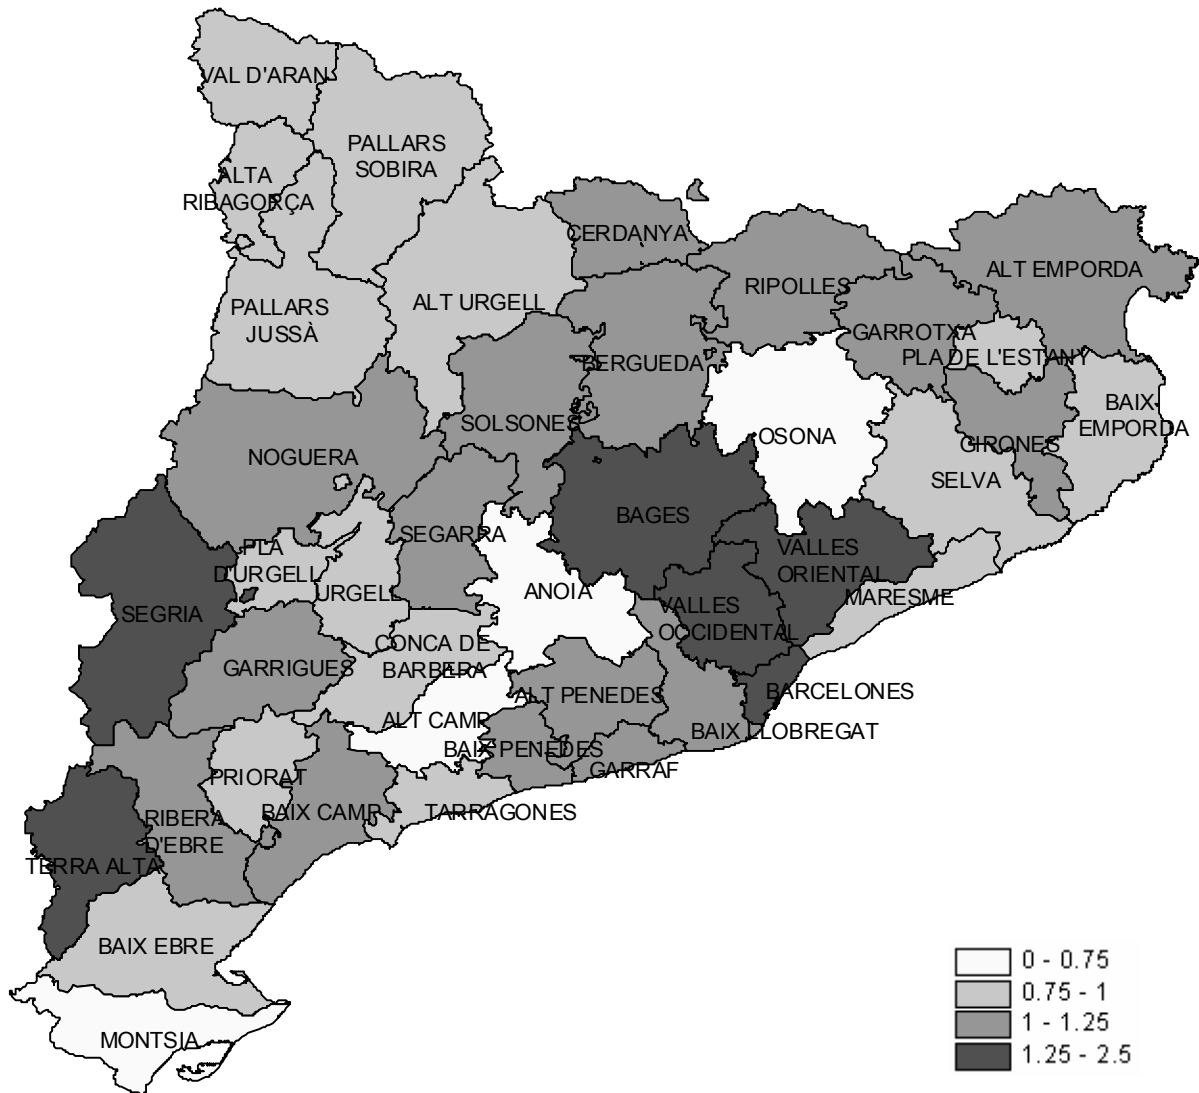 VAL D'ARAN
PALLARS
SOBIRA
ALTA
RIBAGORÇA
CERDANYA
RIPOLLES
ALT EMPORDA
PALLARS
JUSSÀ
ALT URGELL
GARROTXA
PLA DE L'ESTANY
BERGUEDA
BAIX
EMPORDA
SOLSONES
OSONA
GIRONES
NOGUERA
SELVA
BAGES
SEGARRA
PLA
D'URGELL
VALLES
ORIENTAL
URGELL
ANOIA
MARESME
SEGRIA
VALLES
OCCIDENTAL
CONCA DE
BARBERA
GARRIGUES
ALT PENEDES
BARCELONES
ALT CAMP
BAIX LLOBREGAT
BAIX PENEDES
GARRAF
PRIORAT
BAIX CAMP
TARRAGONES
RIBERA
D'EBRE
TERRA ALTA
BAIX EBRE
MONTSIA
0 - 0.75
0.75 - 1
1 - 1.25
1.25 - 2.5